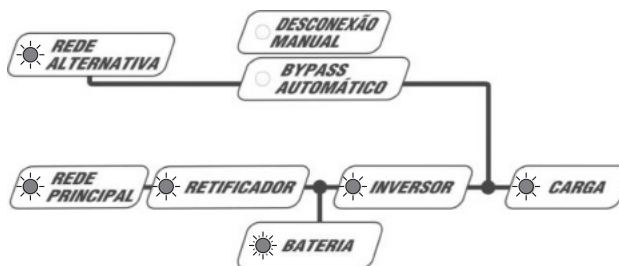 DESCONEXÃO
MANUAL
REDE
ALTERNATIVA
BYPASS
AUTOMÁTICO
REDE
PRINCIPAL
RETIFICADOR
INVERSOR
CARGA
BATERIA